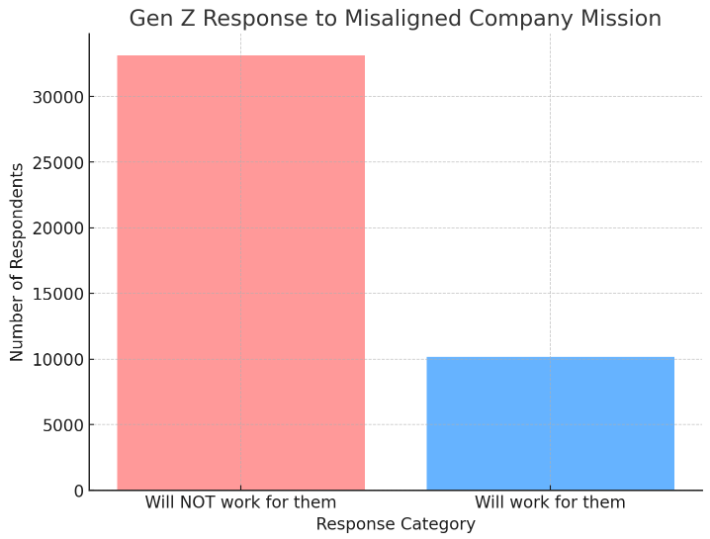 Gen Z Response to Misaligned Company Mission
Number of Respondents
30000
25000
20000
15000
10000
5000
0
Will NOT work for them
Will work for them
Response Category